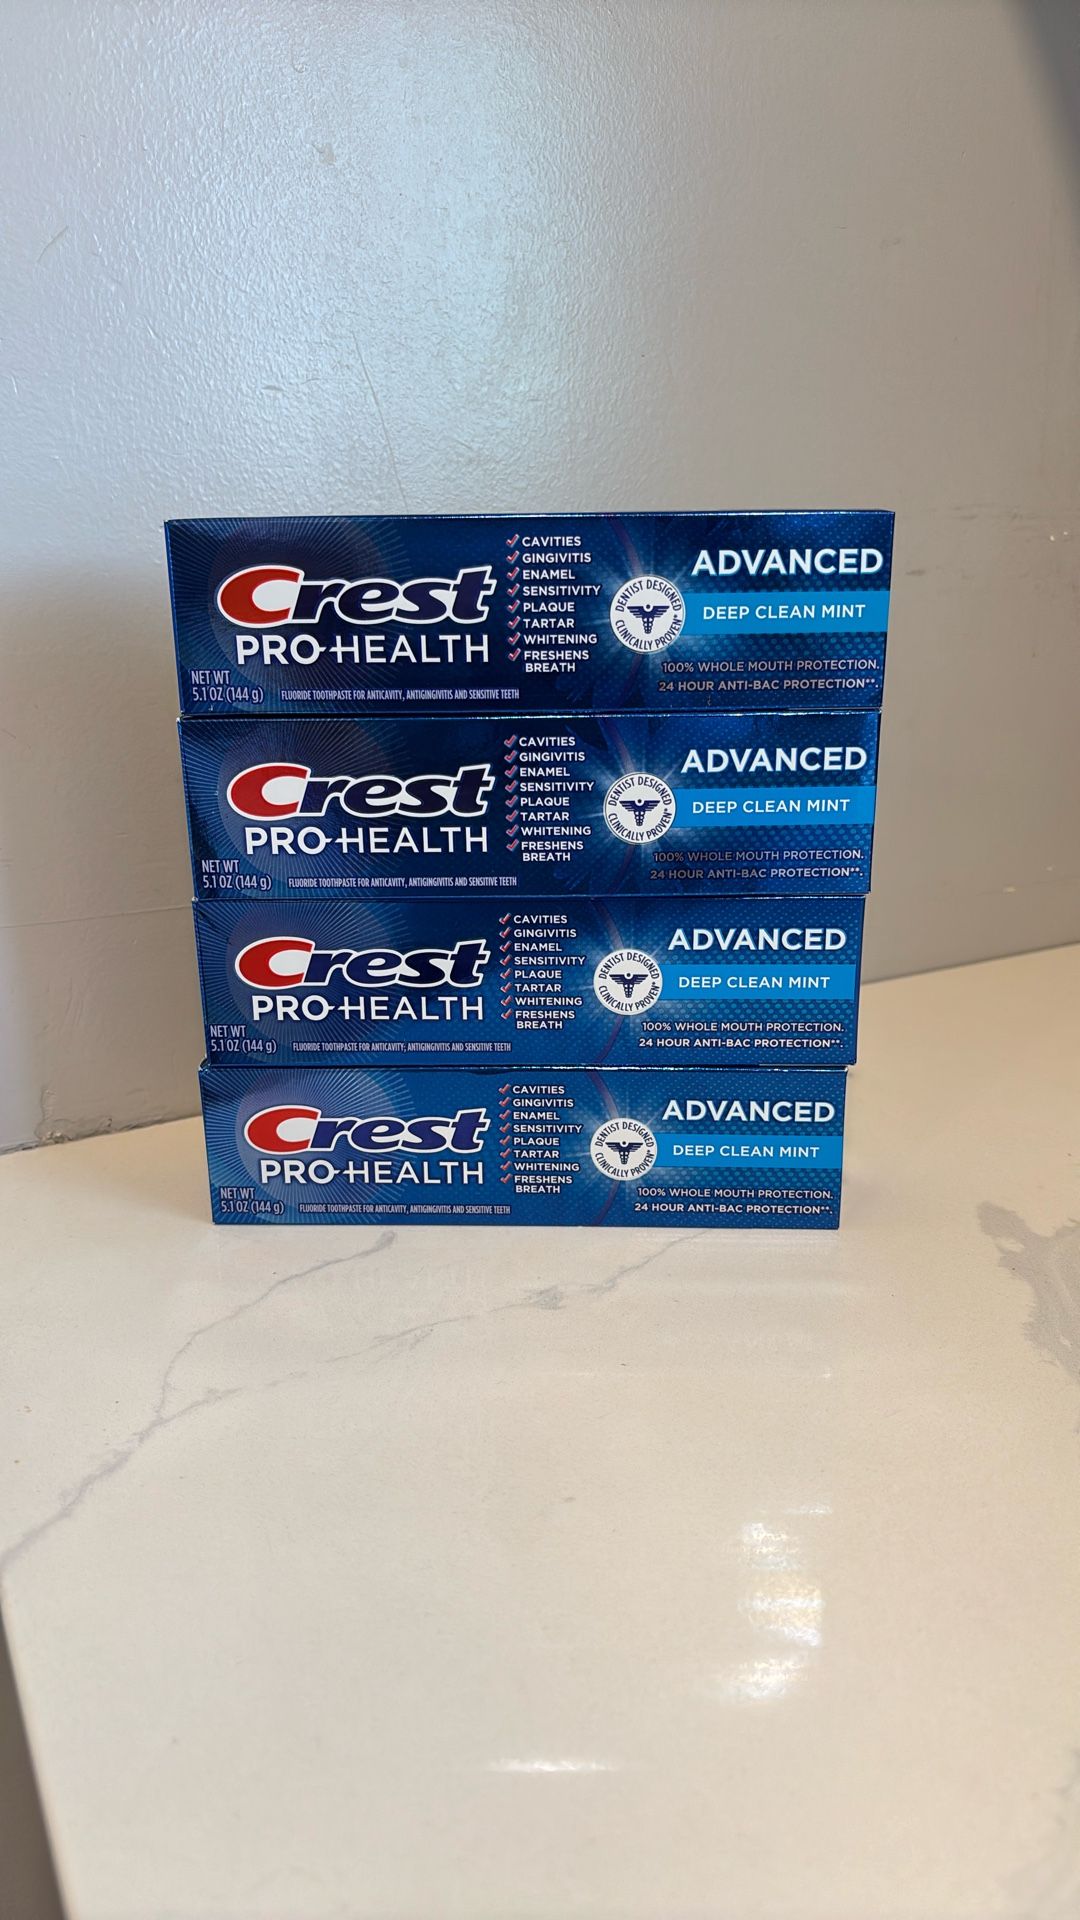 Crest
PRO-HEALTH
NET WT
5.1 OZ (144 g)
FLUORIDE TOOTHPASTE FOR ANTICAVITY, ANTIGINGIVITIS AND SENSITIVE TEETH
CAVITIES
GINGIVITIS
ENAMEL
SENSITIVITY
PLAQUE
TARTAR
WHITENING
FRESHENS
BREATH
DENTIST DESIGNED
CLINICALLY PROVEN*
ADVANCED
DEEP CLEAN MINT
100% WHOLE MOUTH PROTECTION.
24 HOUR ANTI-BAC PROTECTION**.
Crest
PRO-HEALTH
NET WT
5.1 OZ (144 g)
FLUORIDE TOOTHPASTE FOR ANTICAVITY, ANTIGINGIVITIS AND SENSITIVE TEETH
CAVITIES
GINGIVITIS
ENAMEL
SENSITIVITY
PLAQUE
TARTAR
WHITENING
FRESHENS
BREATH
DENTIST DESIGNED
CLINICALLY PROVEN*
ADVANCED
DEEP CLEAN MINT
100% WHOLE MOUTH PROTECTION.
24 HOUR ANTI-BAC PROTECTION**.
Crest
PRO-HEALTH
NET WT
5.1 OZ (144 g)
FLUORIDE TOOTHPASTE FOR ANTICAVITY, ANTIGINGIVITIS AND SENSITIVE TEETH
CAVITIES
GINGIVITIS
ENAMEL
SENSITIVITY
PLAQUE
TARTAR
WHITENING
FRESHENS
BREATH
DENTIST DESIGNED
CLINICALLY PROVEN*
ADVANCED
DEEP CLEAN MINT
100% WHOLE MOUTH PROTECTION.
24 HOUR ANTI-BAC PROTECTION**.
Crest
PRO-HEALTH
NET WT
5.1 OZ (144 g)
FLUORIDE TOOTHPASTE FOR ANTICAVITY, ANTIGINGIVITIS AND SENSITIVE TEETH
CAVITIES
GINGIVITIS
ENAMEL
SENSITIVITY
PLAQUE
TARTAR
WHITENING
FRESHENS
BREATH
DENTIST DESIGNED
CLINICALLY PROVEN*
ADVANCED
DEEP CLEAN MINT
100% WHOLE MOUTH PROTECTION.
24 HOUR ANTI-BAC PROTECTION**.